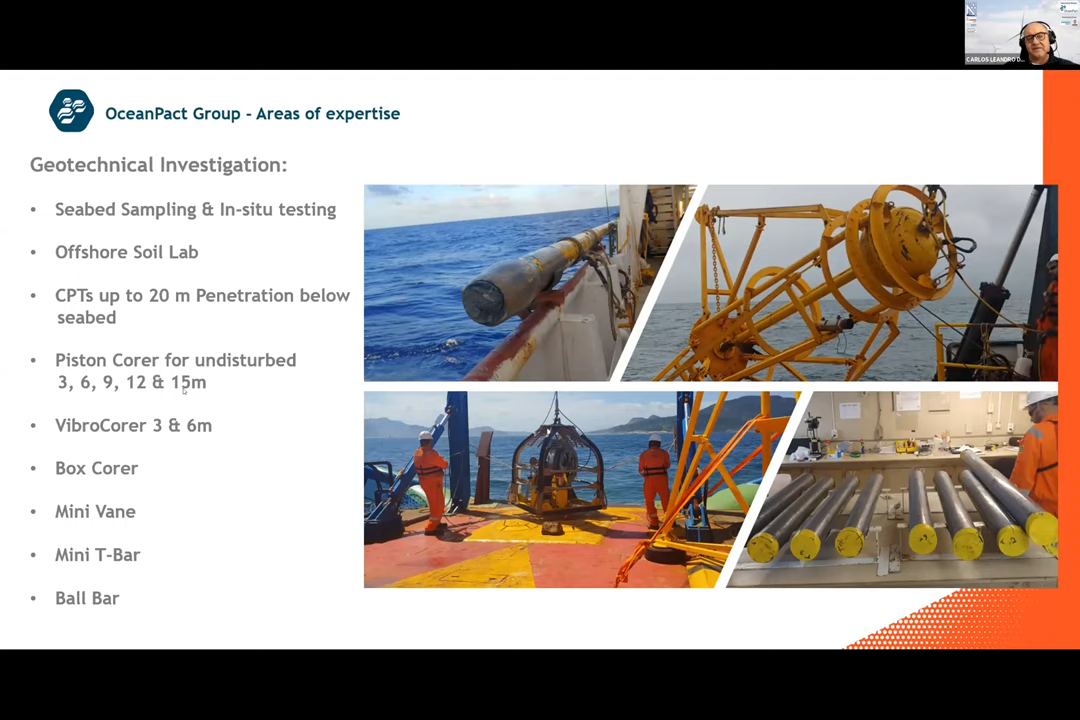 CARLOS LEANDRO D...
OceanPact Group - Areas of expertise
Geotechnical Investigation:
• Seabed Sampling & In-situ testing
• Offshore Soil Lab
• CPTs up to 20 m Penetration below
seabed
• Piston Corer for undisturbed
3, 6, 9, 12 & 15m
• VibroCorer 3 & 6m
• Box Corer
• Mini Vane
• Mini T-Bar
• Ball Bar